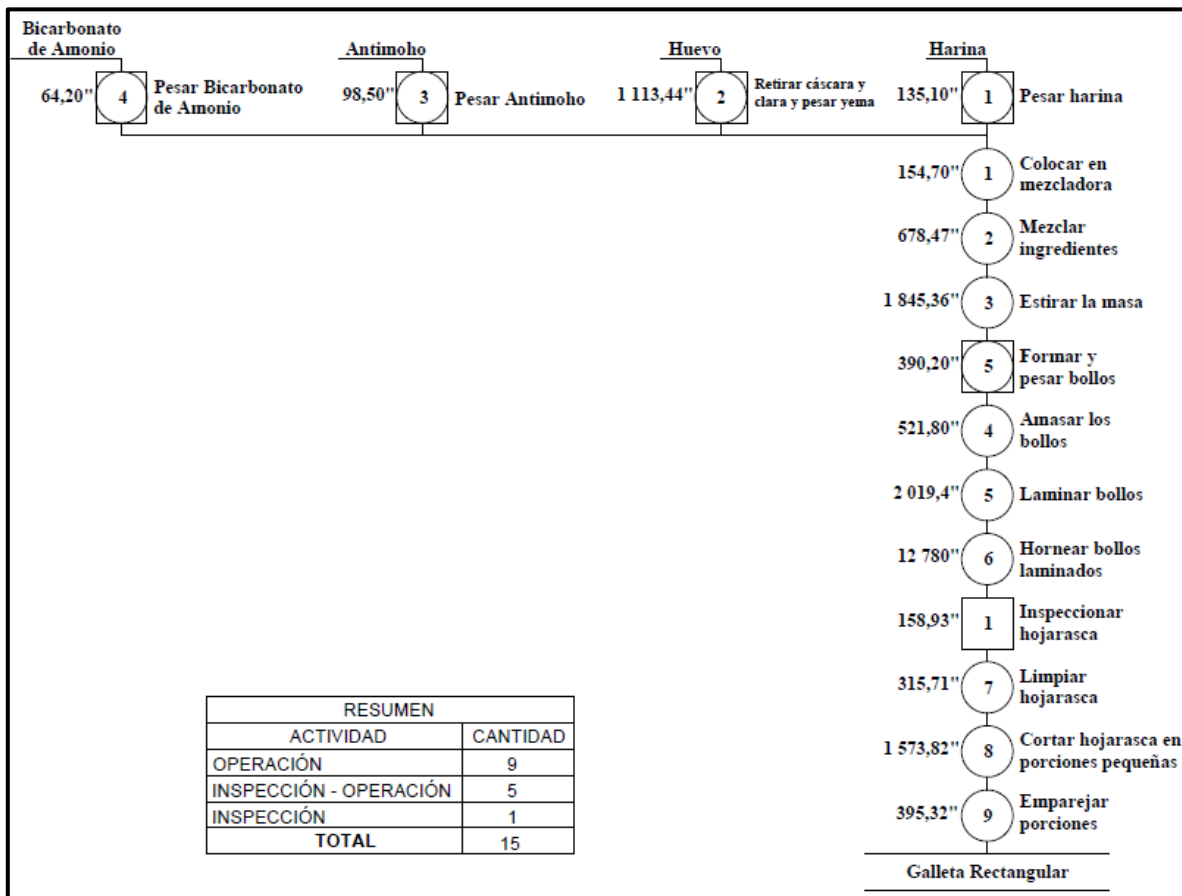 Bicarbonato
de Amonio
Antimoho
Huevo
Harina
64,20"
4
Pesar Bicarbonato
de Amonio
98,50"
3
Pesar Antimoho
1 113,44"
2
Retirar cáscara y
clara y pesar yema
135,10"
1
Pesar harina
154,70"
1
Colocar en
mezcladora
678,47"
2
Mezclar
ingredientes
1 845,36"
3
Estirar la masa
390,20"
5
Formar y
pesar bollos
521,80"
4
Amasar los
bollos
2 019,4"
5
Laminar bollos
12 780"
6
Hornear bollos
laminados
158,93"
1
Inspeccionar
hojarasca
315,71"
7
Limpiar
hojarasca
1 573,82"
8
Cortar hojarasca en
porciones pequeñas
395,32"
9
Emparejar
porciones
Galleta Rectangular
RESUMEN
ACTIVIDAD CANTIDAD
OPERACIÓN 9
INSPECCIÓN - OPERACIÓN 5
INSPECCIÓN 1
TOTAL 15